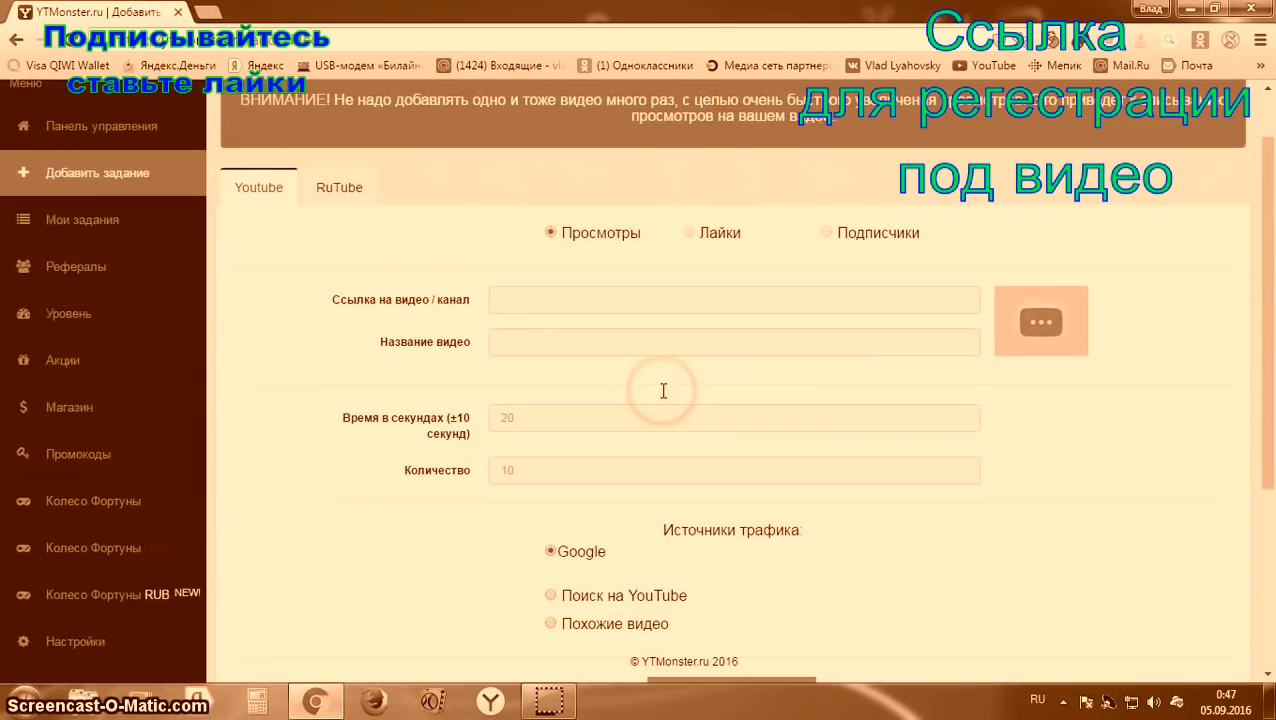 YTMonster.ru | Добавить
Влад
Подписывайтесь
ставьте лайки
Ссылка
для регестрации
под видео
Visa QIWI Wallet
Яндекс.Деньги
Яндекс
USB-модем «Билайн
(1424) Входящие - vl
(1) Одноклассники
Медиа сеть партнер
Vlad Lyahovsky
YouTube
Мепик
Mail.Ru
Почта
Меню
ВНИМАНИЕ! Не надо добавлять одно и тоже видео много раз, с целью очень быстрого увеличения
просмотров на вашем
Панель управления
Добавить задание
Мои задания
Рефералы
Уровень
Акции
Магазин
Промокоды
Колесо Фортуны
Колесо Фортуны
Колесо Фортуны RUB NEW!
Настройки
Youtube
RuTube
Просмотры
Лайки
Подписчики
Ссылка на видео / канал
Название видео
Время в секундах (±10
секунд)
20
Количество
10
Источники трафика:
Google
Поиск на YouTube
Похожие видео
© YTMonster.ru 2016
Screencast-O-Matic.com
RU
0:47
05.09.2016